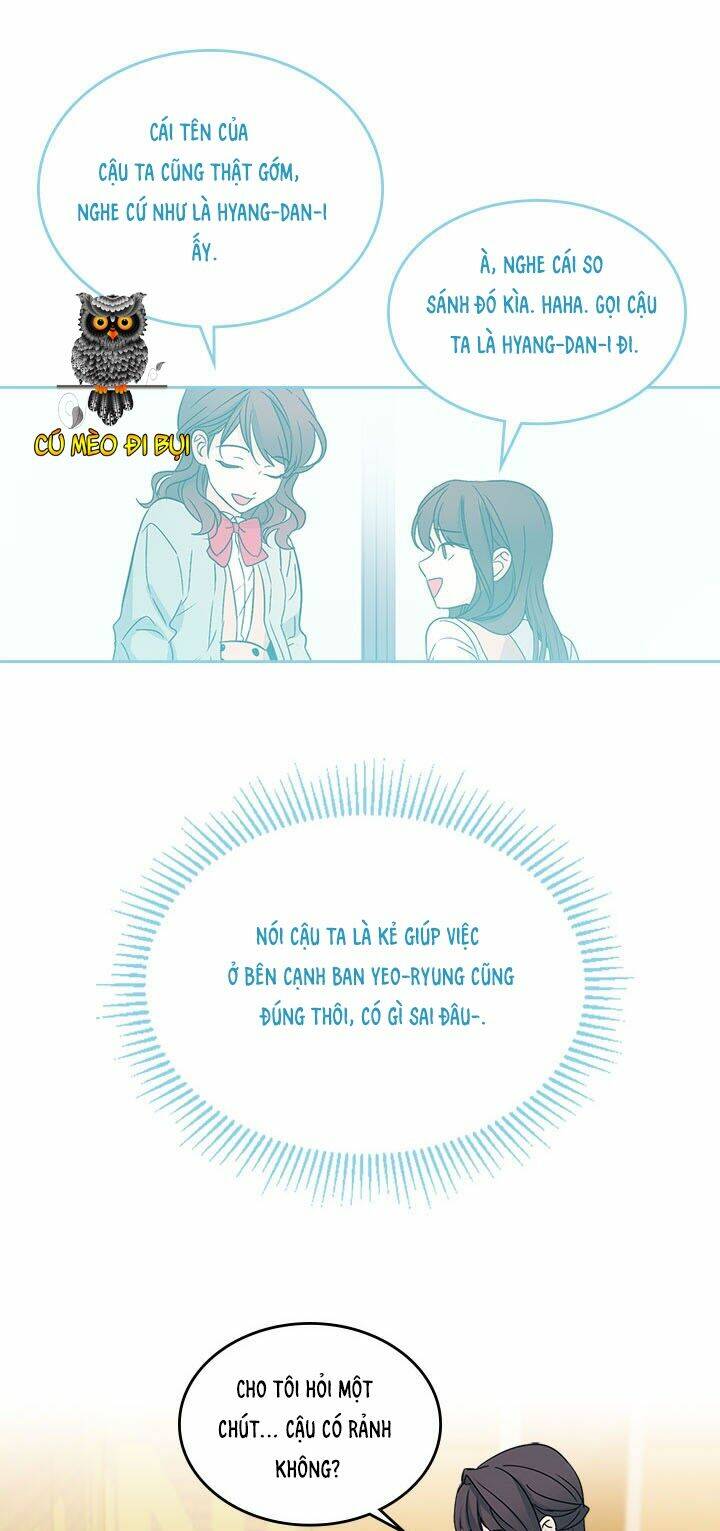 CÁI TÊN CỦA
CẬU TA CŨNG THẬT GỚM,
NGHE CỨ NHƯ LÀ HYANG-DAN-I
ẤY.
À, NGHE CÁI SO
SÁNH ĐÓ KÌA. HAHA. GỌI CẬU
TA LÀ HYANG-DAN-I ĐI.
CÚ MÈO ĐI BỤI
NÓI CẬU TA LÀ KẺ GIÚP VIỆC
Ở BÊN CẠNH BAN YEO-RYUNG CŨNG
ĐÚNG THÔI, CÓ GÌ SAI ĐÂU-.
CHO TÔI HỎI MỘT
CHÚT... CẬU CÓ RẢNH
KHÔNG?